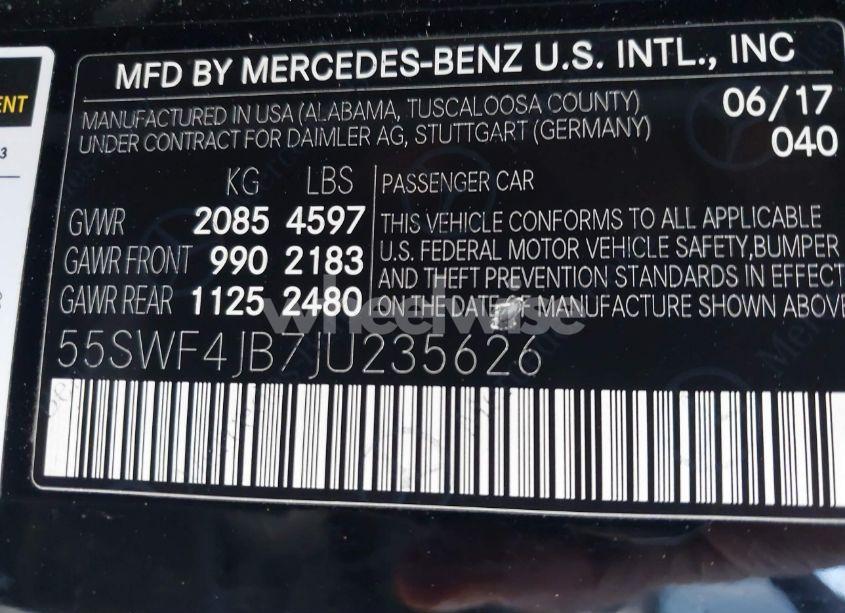 ENT
3
MFD BY MERCEDES-BENZ U.S. INTL., INC
MANUFACTURED IN USA (ALABAMA, TUSCALOOSA COUNTY)
UNDER CONTRACT FOR DAIMLER AG, STUTTGART (GERMANY)
06/17
040
KG LBS
GVWR 2085 4597
GAWR FRONT 990 2183
GAWR REAR 1125 2480
PASSENGER CAR
THIS VEHICLE CONFORMS TO ALL APPLICABLE
U.S. FEDERAL MOTOR VEHICLE SAFETY, BUMPER
AND THEFT PREVENTION STANDARDS IN EFFECT
ON THE DATE OF MANUFACTURE SHOWN ABOVE
wheelwise
55SWF4JB7JU235626